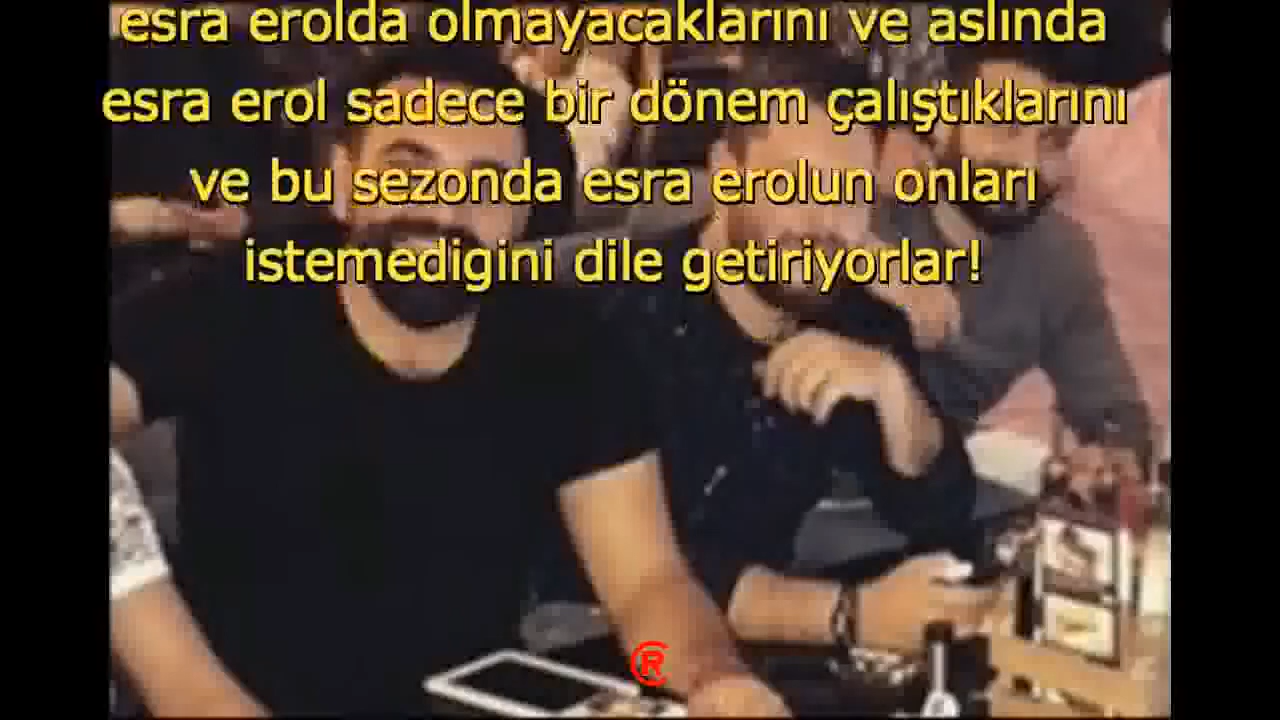 esra erolda olmayacaklarını ve aslında
esra erol sadece bir dönem çalıştıklarını
ve bu sezonda esra erolun onları
istemedigini dile getiriyorlar!
R